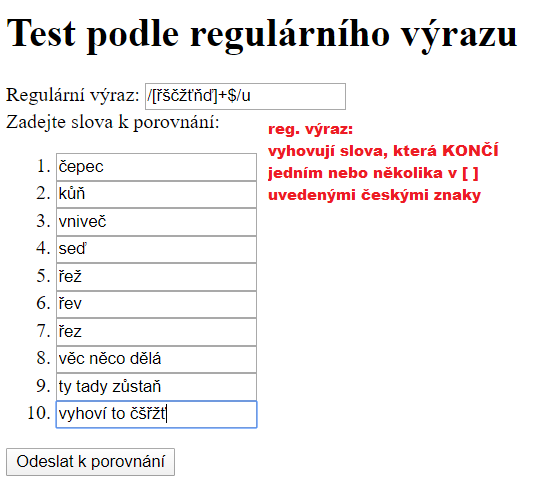 Test podle regulárního výrazu
Regulární výraz: /[řščžťňď]+$/u
Zadejte slova k porovnání:
reg. výraz:
vyhovují slova, která KONČÍ
jedním nebo několika v [ ]
uvedenými českými znaky
1. čepec
2. kůň
3. vniveč
4. seď
5. řež
6. řev
7. řez
8. věc něco dělá
9. ty tady zůstaň
10. vyhoví to čšřžť
Odeslat k porovnání